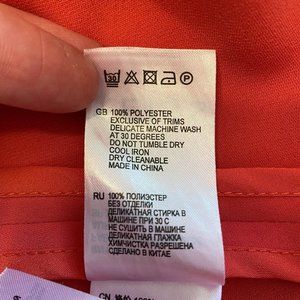 30 P
GB 100% POLYESTER
EXCLUSIVE OF TRIMS
DELICATE MACHINE WASH
AT 30 DEGREES
DO NOT TUMBLE DRY
COOL IRON
DRY CLEANABLE
MADE IN CHINA
RU 100% ПОЛИЭСТЕР
БЕЗ ОТДЕЛКИ
ДЕЛИКАТНАЯ СТИРКА В
МАШИНЕ ПРИ 30 С
НЕ СУШИТЬ В МАШИНЕ
ДЕЛИКАТНАЯ ГЛАЖКА
ХИМЧИСТКА РАЗРЕШЕНА
СДЕЛАНО В КИТАЕ
CN